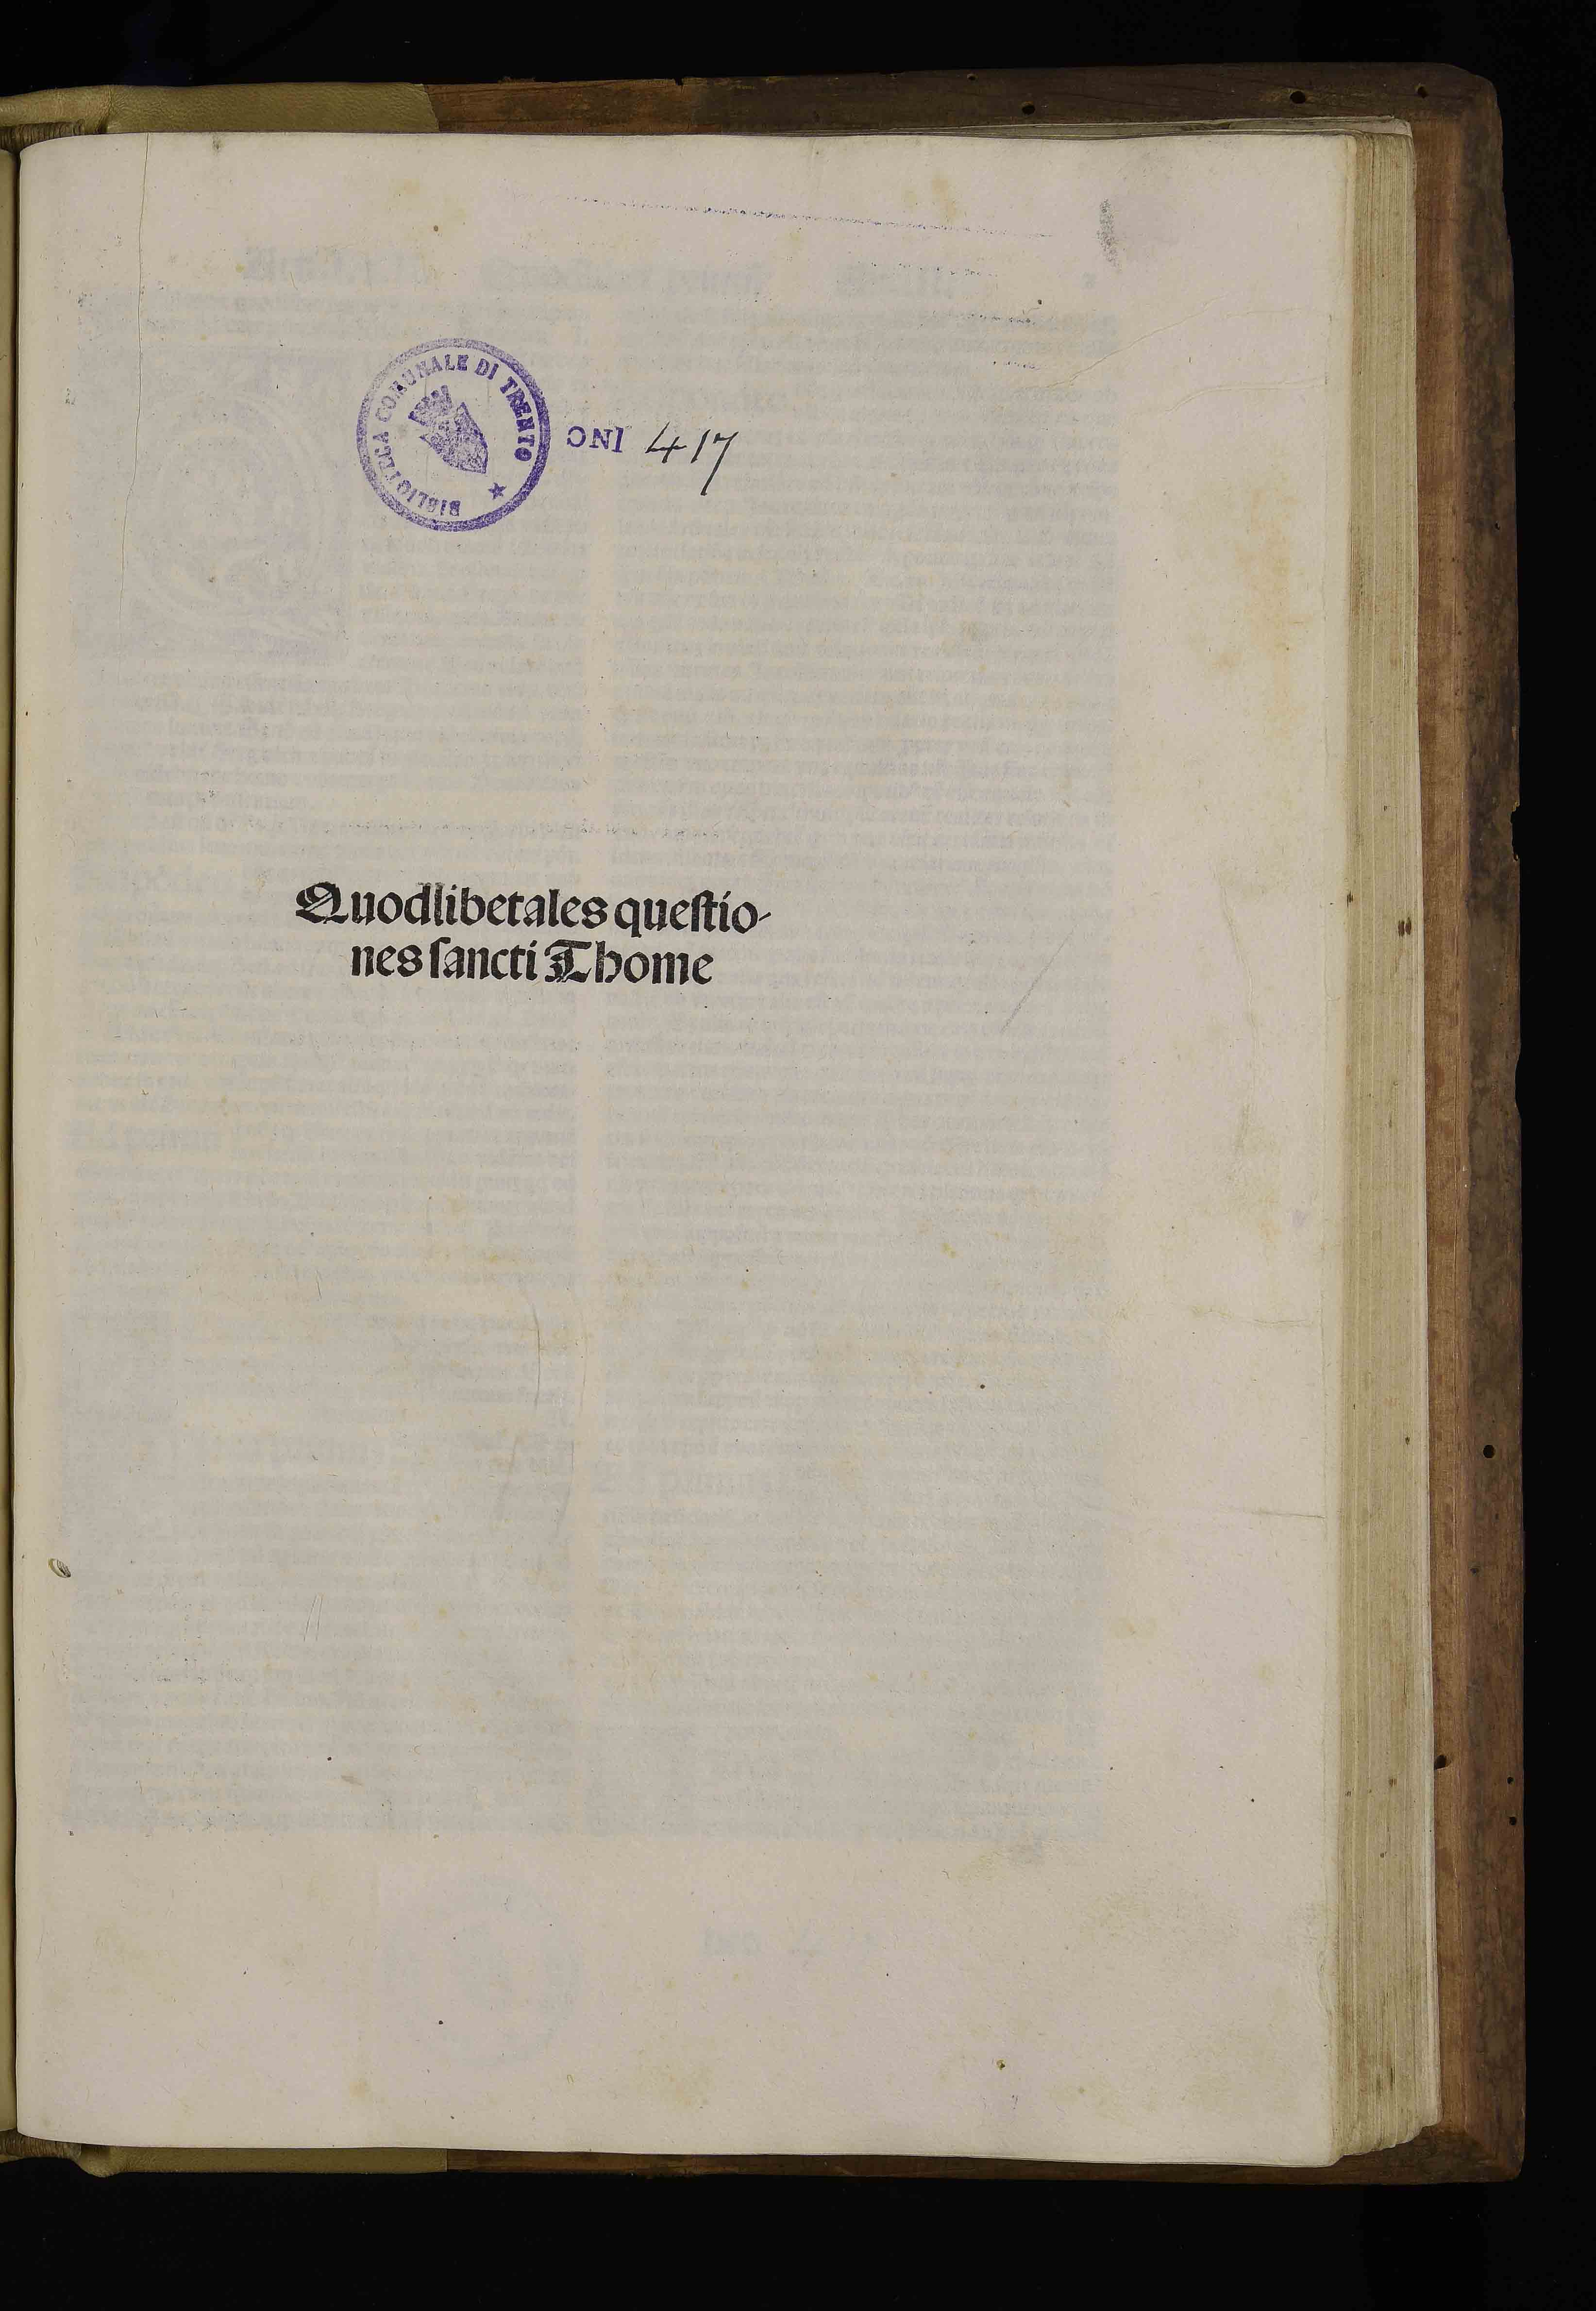 BIBLIOTECA COMUNALE DI TRENTO
INC 417
Quodlibetales queſtio-
nes ſancti Thome